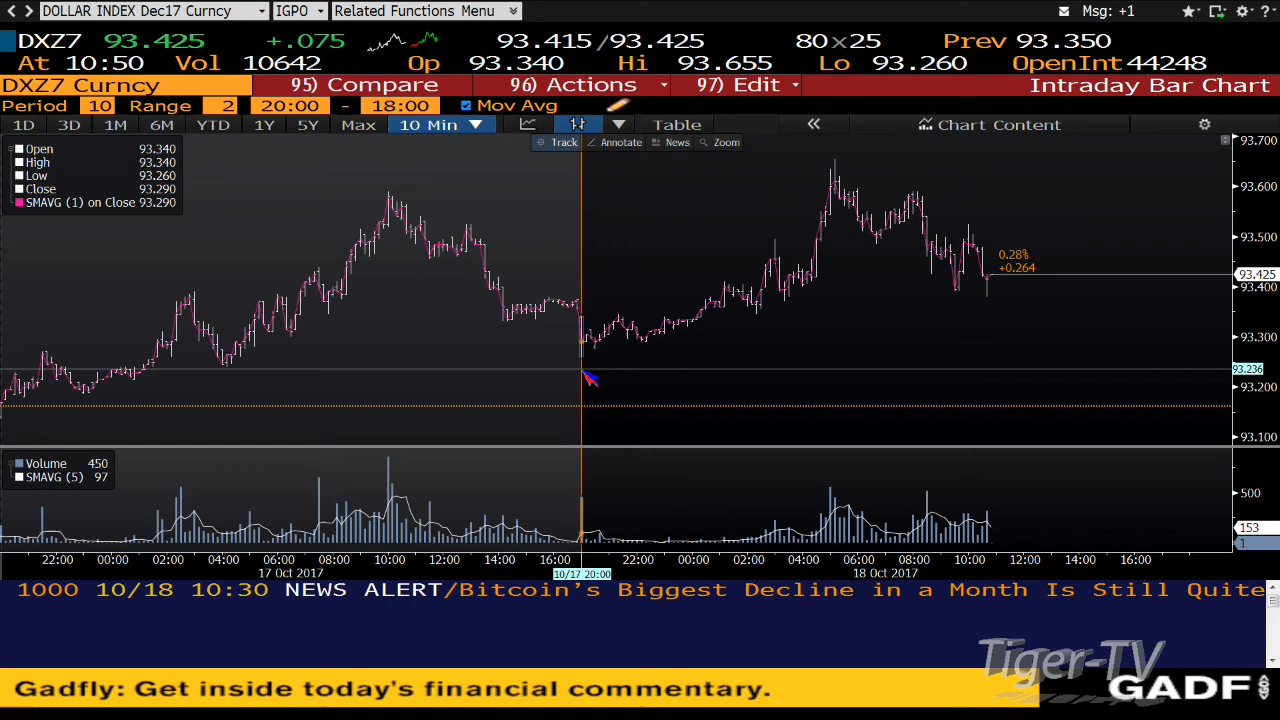 DOLLAR INDEX Dec17 Curncy IGPO Related Functions Menu Msg: +1
DXZ7 93.425 +.075 93.415/93.425 80x25 Prev 93.350
At 10:50 Vol 10642 Op 93.340 Hi 93.655 Lo 93.260 OpenInt 44248
DXZ7 Curncy 95) Compare 96) Actions 97) Edit Intraday Bar Chart
Period 10 Range 2 20:00 - 18:00 Mov Avg
1D 3D 1M 6M YTD 1Y 5Y Max 10 Min Table Chart Content
Track Annotate News Zoom
Open 93.340
High 93.340
Low 93.260
Close 93.290
SMAVG (1) on Close 93.290
93.700
93.600
93.500
0.28%
+0.264
93.425
93.400
93.300
93.236
93.200
93.100
Volume 450
SMAVG (5) 97
500
153
1
22:00 00:00 02:00 04:00 06:00 08:00 10:00 12:00 14:00 16:00 22:00 00:00 02:00 04:00 06:00 08:00 10:00 12:00 14:00 16:00
17 Oct 2017 10/17 20:00 18 Oct 2017
1000 10/18 10:30 NEWS ALERT/Bitcoin's Biggest Decline in a Month Is Still Quite
Tiger-TV
Gadfly: Get inside today's financial commentary. GADF